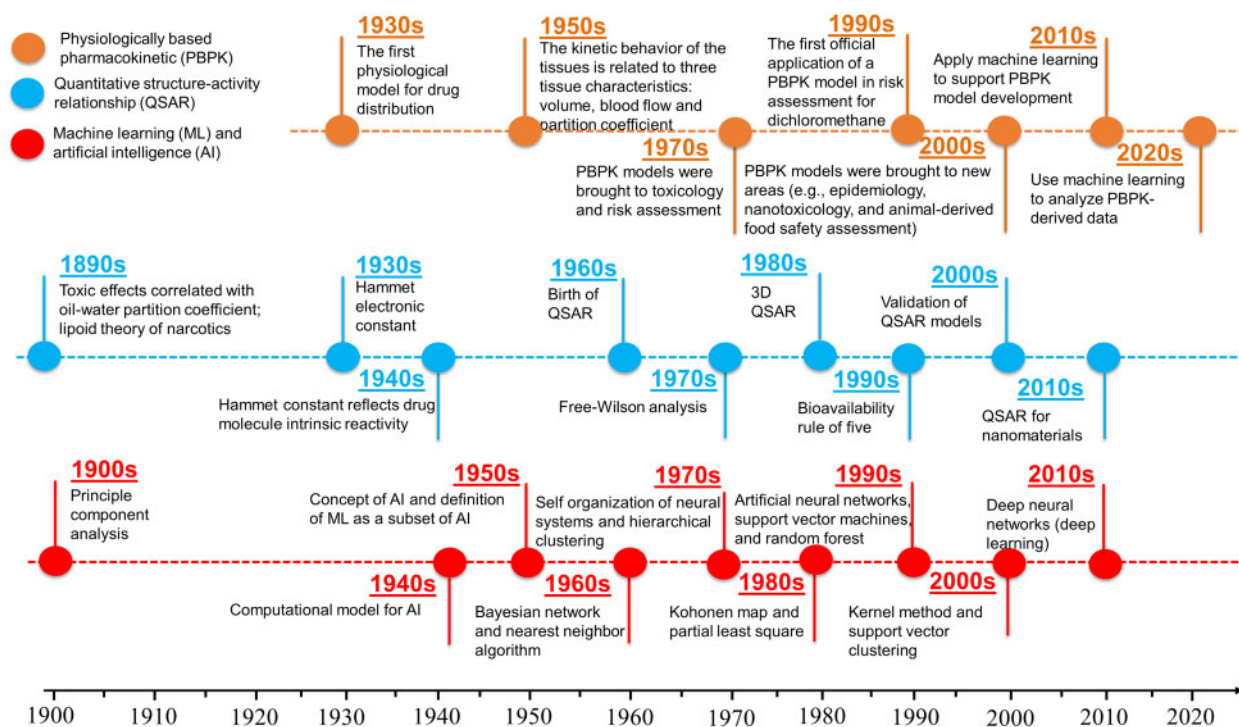 Physiologically based
pharmacokinetic (PBPK)
Quantitative structure-activity
relationship (QSAR)
Machine learning (ML) and
artificial intelligence (AI)
1930s
The first
physiological
model for drug
distribution
1950s
The kinetic behavior of the
tissues is related to three
tissue characteristics:
volume, blood flow and
partition coefficient
1970s
PBPK models were
brought to toxicology
and risk assessment
1990s
The first official
application of a
PBPK model in risk
assessment for
dichloromethane
2000s
PBPK models were brought to new
areas (e.g., epidemiology,
nanotoxicology, and animal-derived
food safety assessment)
2010s
Apply machine learning
to support PBPK
model development
2020s
Use machine learning
to analyze PBPK-
derived data
1890s
Toxic effects correlated with
oil-water partition coefficient;
lipoid theory of narcotics
1930s
Hammet
electronic
constant
1940s
Hammet constant reflects drug
molecule intrinsic reactivity
1960s
Birth of
QSAR
1970s
Free-Wilson analysis
1980s
3D
QSAR
1990s
Bioavailability
rule of five
2000s
Validation of
QSAR models
2010s
QSAR for
nanomaterials
1900s
Principle
component
analysis
1940s
Computational model for AI
1950s
Concept of AI and definition
of ML as a subset of AI
1960s
Bayesian network
and nearest neighbor
algorithm
1970s
Self organization of neural
systems and hierarchical
clustering
1980s
Kohonen map and
partial least square
1990s
Artificial neural networks,
support vector machines,
and random forest
2000s
Kernel method and
support vector
clustering
2010s
Deep neural
networks (deep
learning)
1900 1910 1920 1930 1940 1950 1960 1970 1980 1990 2000 2010 2020